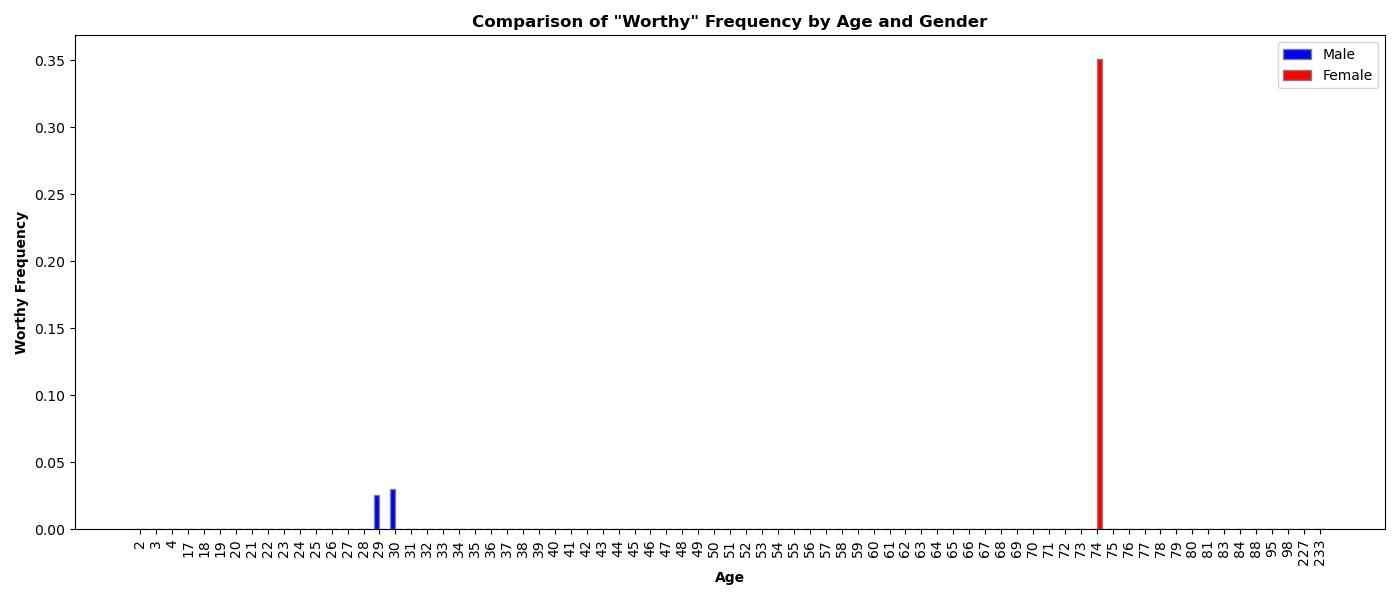 Comparison of "Worthy" Frequency by Age and Gender
Male
Female
Worthy Frequency
0.35
0.30
0.25
0.20
0.15
0.10
0.05
0.00
2 3 4 17 18 19 20 21 22 23 24 25 26 27 28 29 30 31 32 33 34 35 36 37 38 39 40 41 42 43 44 45 46 47 48 49 50 51 52 53 54 55 56 57 58 59 60 61 62 63 64 65 66 67 68 69 70 71 72 73 74 75 76 77 78 79 80 81 83 84 88 95 98 227 233
Age